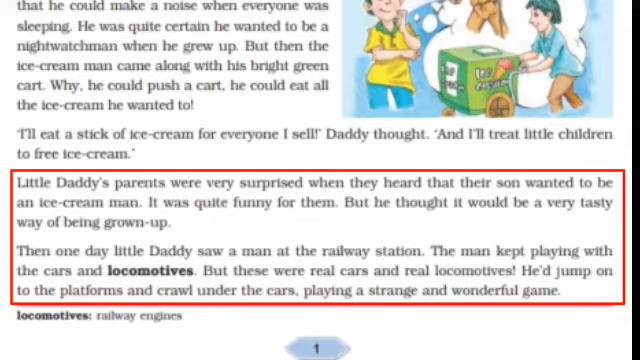 that he could make a noise when everyone was
sleeping. He was quite certain he wanted to be a
nightwatchman when he grew up. But then the
ice-cream man came along with his bright green
cart. Why, he could push a cart, he could eat all
the ice-cream he wanted to!
'I'll eat a stick of ice-cream for everyone I sell!' Daddy thought. 'And I'll treat little children
to free ice-cream.'
Little Daddy's parents were very surprised when they heard that their son wanted to be
an ice-cream man. It was quite funny for them. But he thought it would be a very tasty
way of being grown-up.
Then one day little Daddy saw a man at the railway station. The man kept playing with
the cars and locomotives. But these were real cars and real locomotives! He'd jump on
to the platforms and crawl under the cars, playing a strange and wonderful game.
locomotives: railway engines
1